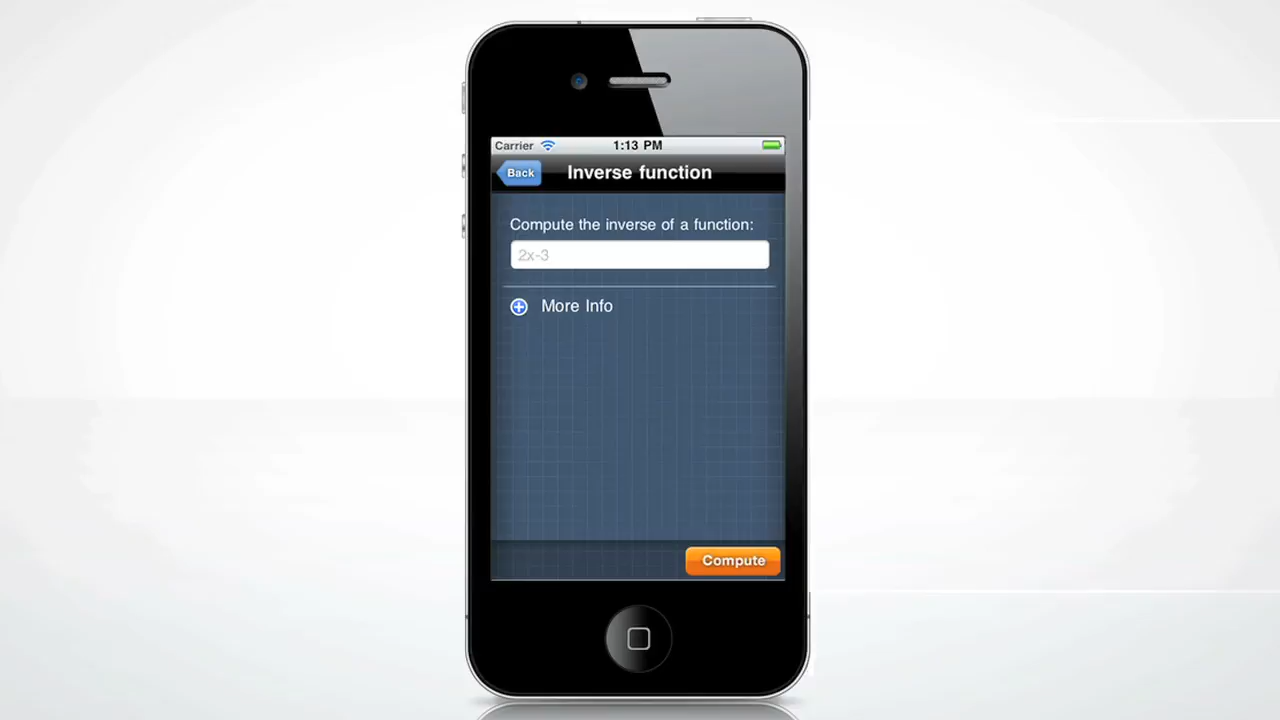 Carrier 1:13 PM
Back Inverse function
Compute the inverse of a function:
2x-3
More Info
Compute